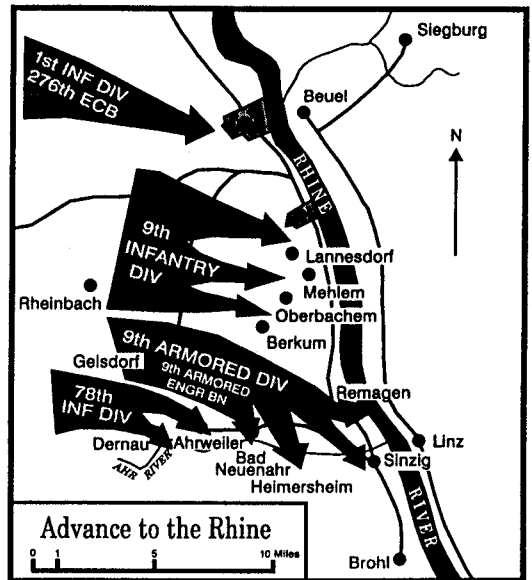 Siegburg
1st INF DIV
276th ECB
Beuel
N
RHINE
9th
INFANTRY
DIV
Lannesdorf
Mehlem
Rheinbach
Oberbachem
Berkum
9th ARMORED DIV
9th ARMORED
ENGR BN
Gelsdorf
Remagen
78th
INF DIV
Dernau
Ahrweiler
Linz
AHR RIVER
Bad
Neuenahr
Sinzig
Heimersheim
RIVER
Advance to the Rhine
0 1 5 10 Miles
Brohl